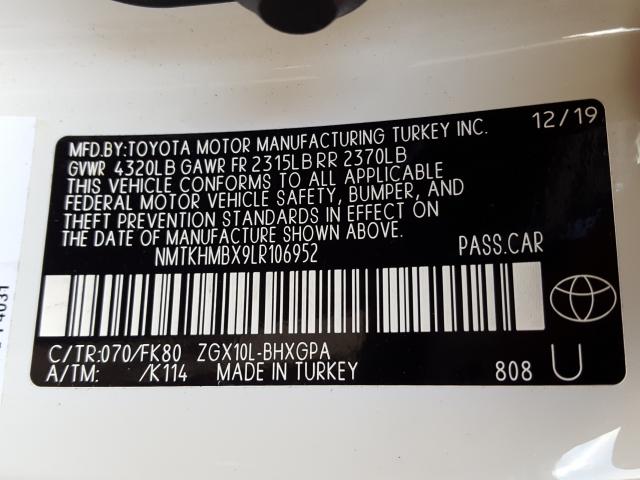 MFD.BY:TOYOTA MOTOR MANUFACTURING TURKEY INC. 12/19
GVWR 4320LB GAWR FR 2315LB RR 2370LB
THIS VEHICLE CONFORMS TO ALL APPLICABLE
FEDERAL MOTOR VEHICLE SAFETY, BUMPER, AND
THEFT PREVENTION STANDARDS IN EFFECT ON
THE DATE OF MANUFACTURE SHOWN ABOVE.
NMTKHMBX9LR106952 PASS.CAR
C/TR:070/FK80 ZGX10L-BHXGPA
A/TM: /K114 MADE IN TURKEY 808 U